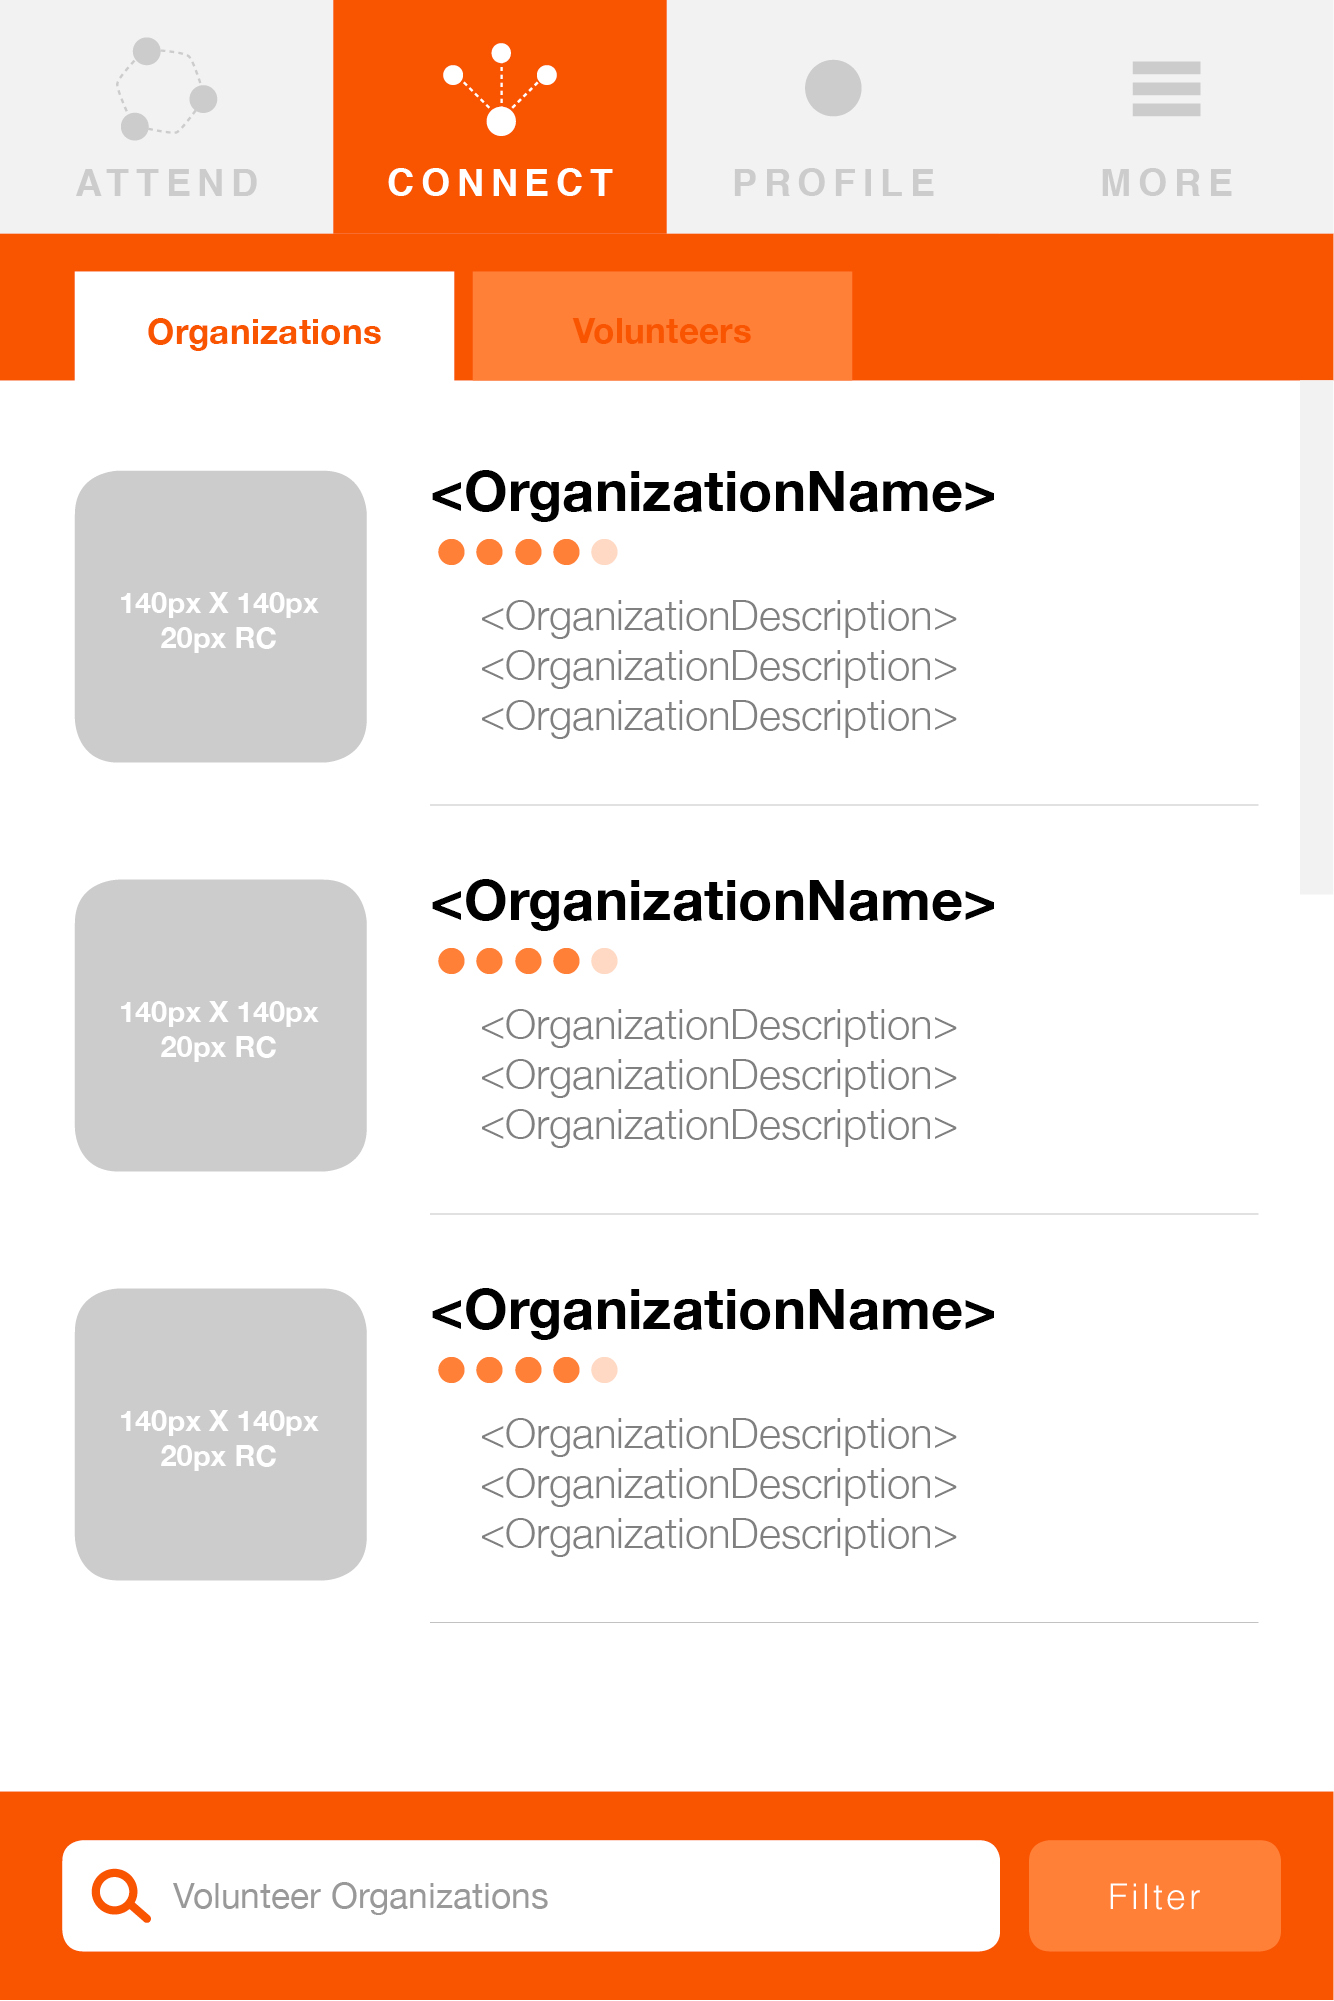 ATTEND
CONNECT
PROFILE
MORE
Organizations
Volunteers
140px X 140px
20px RC
<OrganizationName>
<OrganizationDescription>
<OrganizationDescription>
<OrganizationDescription>
140px X 140px
20px RC
<OrganizationName>
<OrganizationDescription>
<OrganizationDescription>
<OrganizationDescription>
140px X 140px
20px RC
<OrganizationName>
<OrganizationDescription>
<OrganizationDescription>
<OrganizationDescription>
Volunteer Organizations
Filter